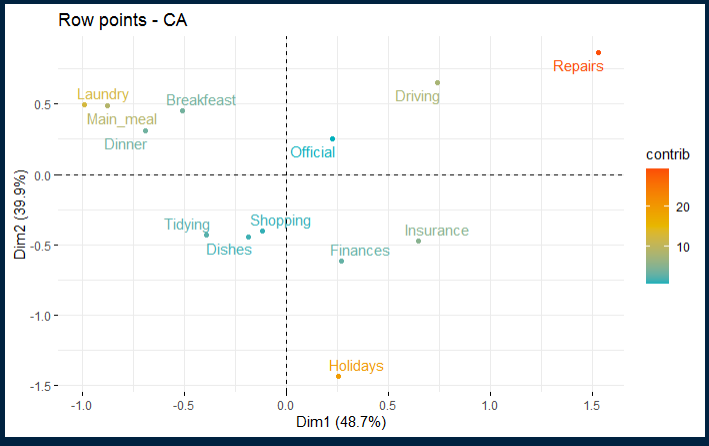 Row points - CA
Repairs
Laundry
Breakfeast
Driving
Main_meal
Dinner
Official
Tidying
Shopping
Dishes
Insurance
Finances
Holidays
0.5
0.0
-0.5
-1.0
-1.5
Dim2 (39.9%)
-1.0 -0.5 0.0 0.5 1.0 1.5
Dim1 (48.7%)
contrib
20
10